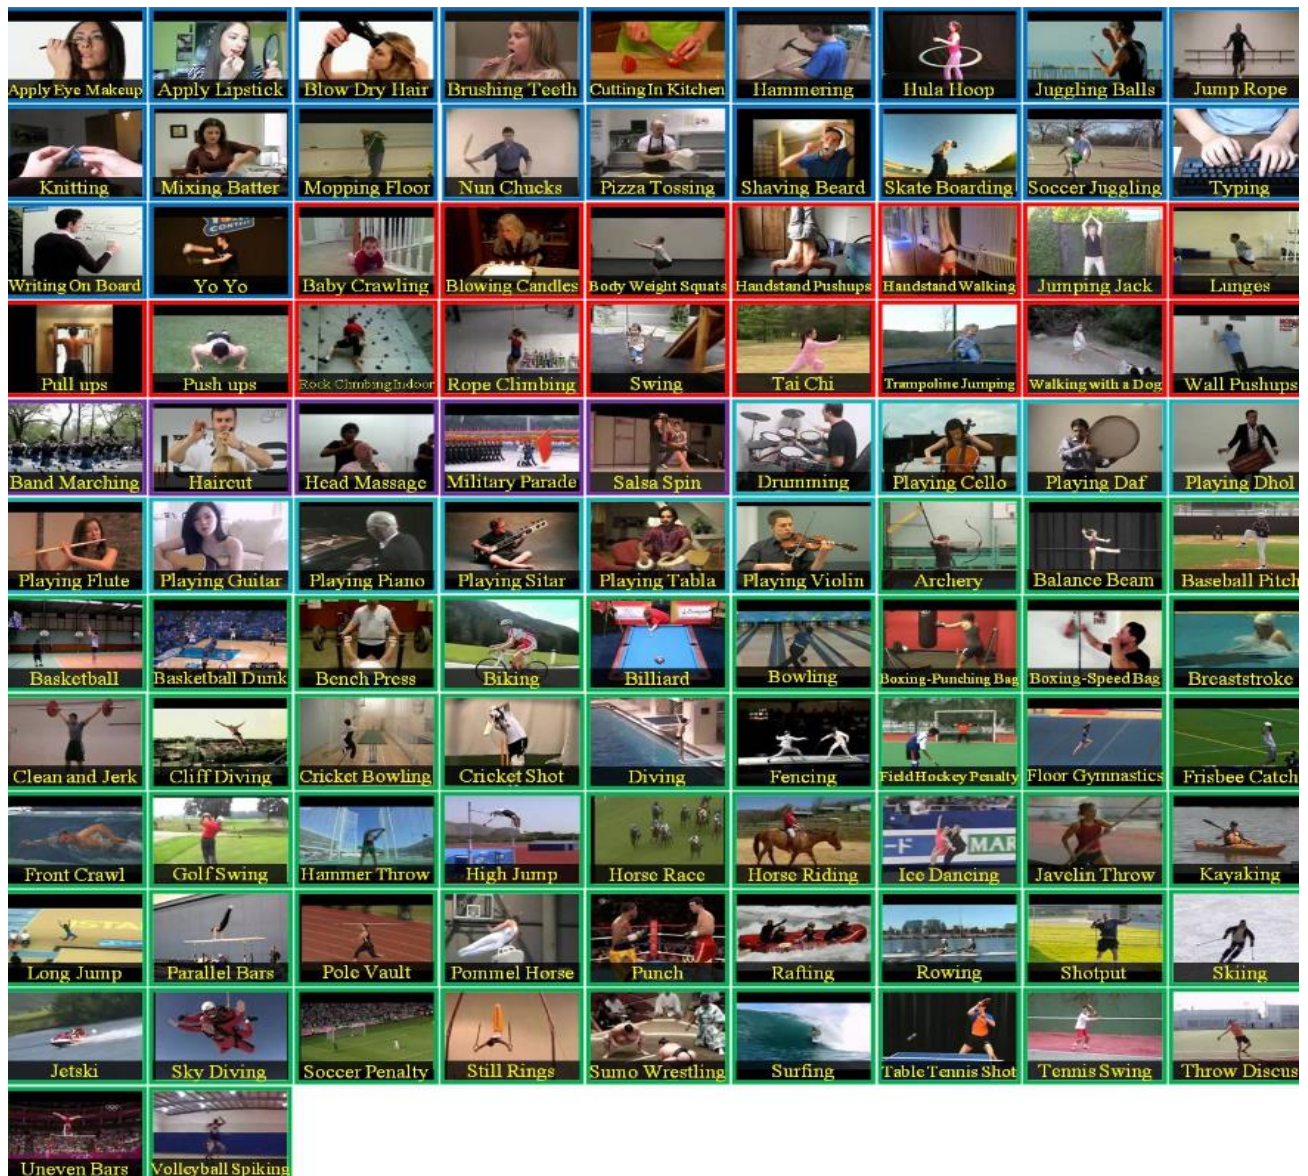 Apply Eye Makeup
Apply Lipstick
Blow Dry Hair
Brushing Teeth
Cutting In Kitchen
Hammering
Hula Hoop
Juggling Balls
Jump Rope
Knitting
Mixing Batter
Mopping Floor
Nun Chucks
Pizza Tossing
Shaving Beard
Skate Boarding
Soccer Juggling
Typing
Writing On Board
CONTEST
Yo Yo
Baby Crawling
Blowing Candles
Body Weight Squats
Handstand Pushups
Handstand Walking
Jumping Jack
Lunges
Pull ups
Push ups
Rock Climbing Indoor
Rope Climbing
Swing
Tai Chi
Trampoline Jumping
Walking with a Dog
Wall Pushups
Band Marching
Haircut
Head Massage
Military Parade
Salsa Spin
Drumming
Playing Cello
Playing Daf
Playing Dhol
Playing Flute
Playing Guitar
Playing Piano
Playing Sitar
Playing Tabla
Playing Violin
Archery
Balance Beam
Baseball Pitch
Basketball
Basketball Dunk
Bench Press
Biking
Billiard
Bowling
Boxing-Punching Bag
Boxing-Speed Bag
Breaststroke
Clean and Jerk
Cliff Diving
Cricket Bowling
Cricket Shot
Diving
Fencing
Field Hockey Penalty
Floor Gymnastics
Frisbee Catch
Front Crawl
Golf Swing
Hammer Throw
High Jump
Horse Race
Horse Riding
ード MAR
Ice Dancing
Javelin Throw
Kayaking
Long Jump
Parallel Bars
Pole Vault
Pommel Horse
Punch
Rafting
Rowing
Shotput
Skiing
Jetski
Sky Diving
Soccer Penalty
Still Rings
Sumo Wrestling
Surfing
Table Tennis Shot
Tennis Swing
Throw Discus
Uneven Bars
Volleyball Spiking